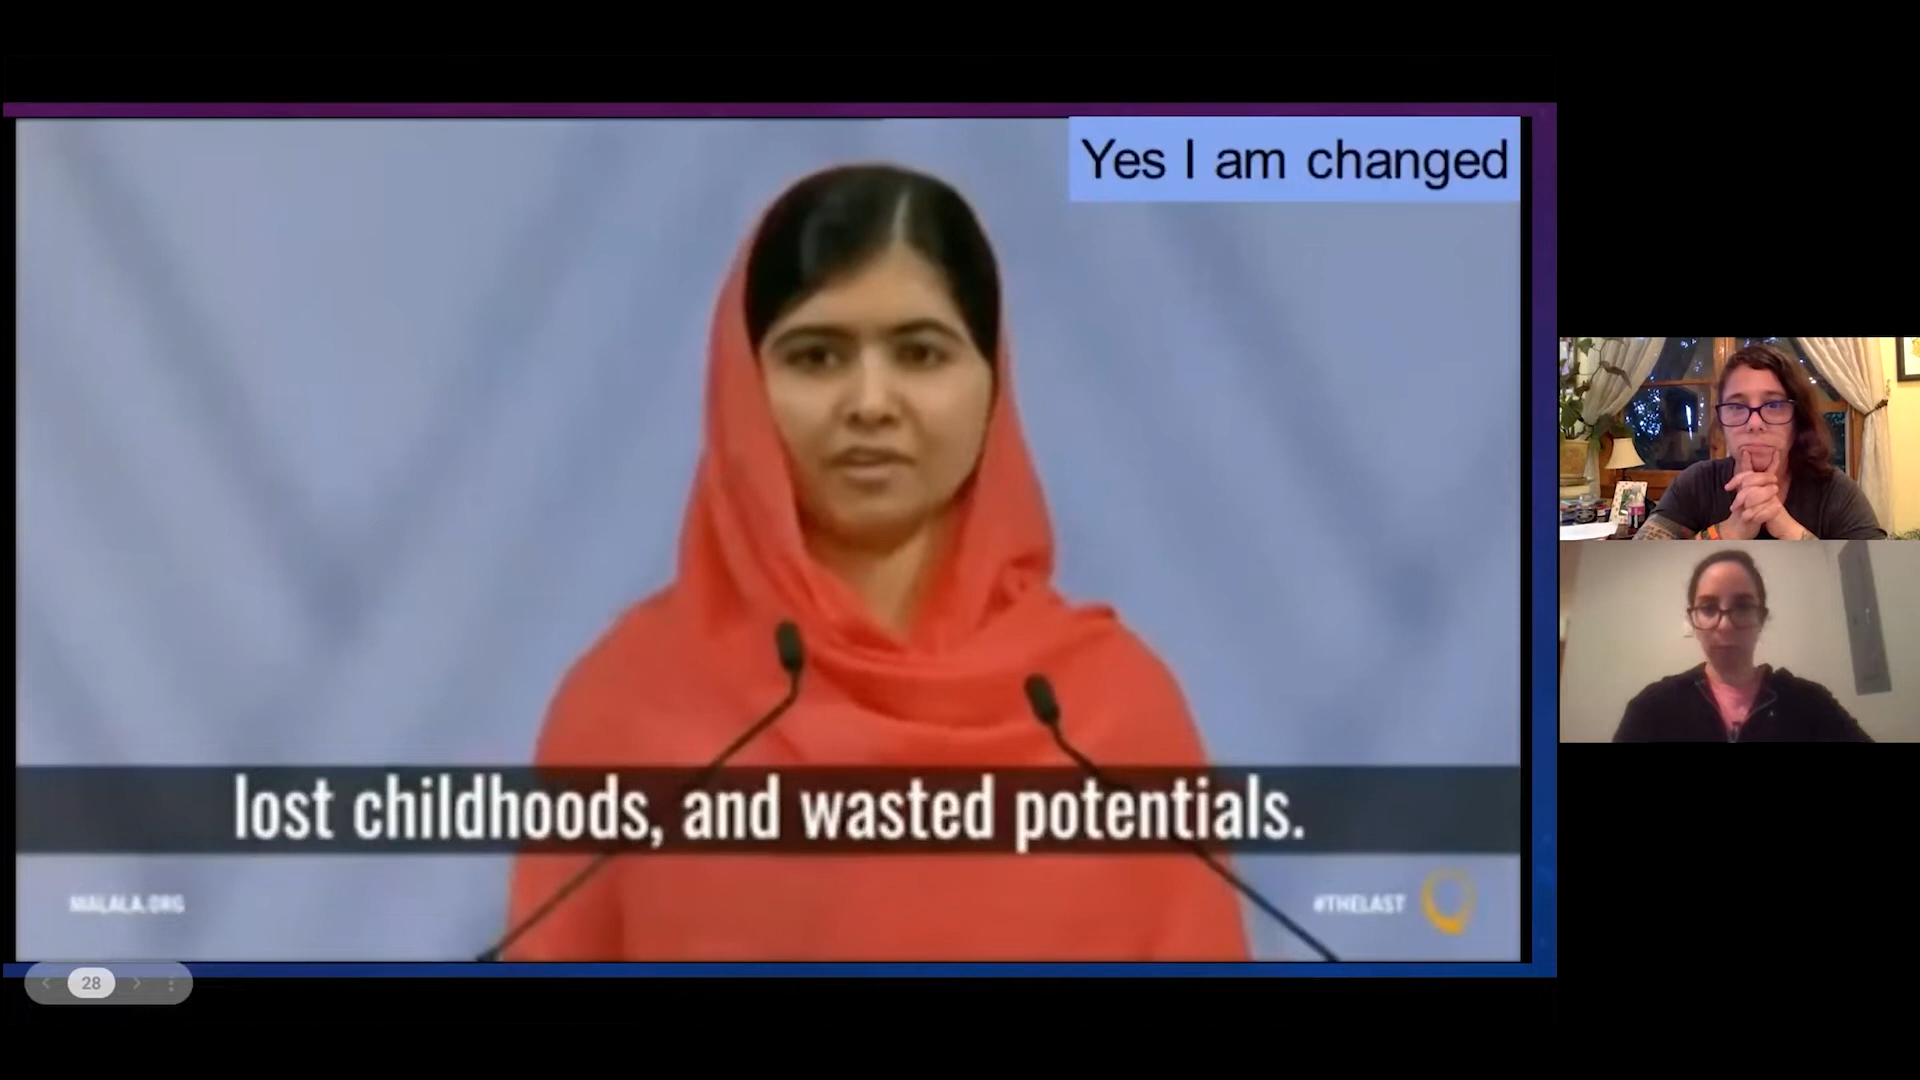 Yes I am changed
lost childhoods, and wasted potentials.
MALALA.ORG
#THELAST
28